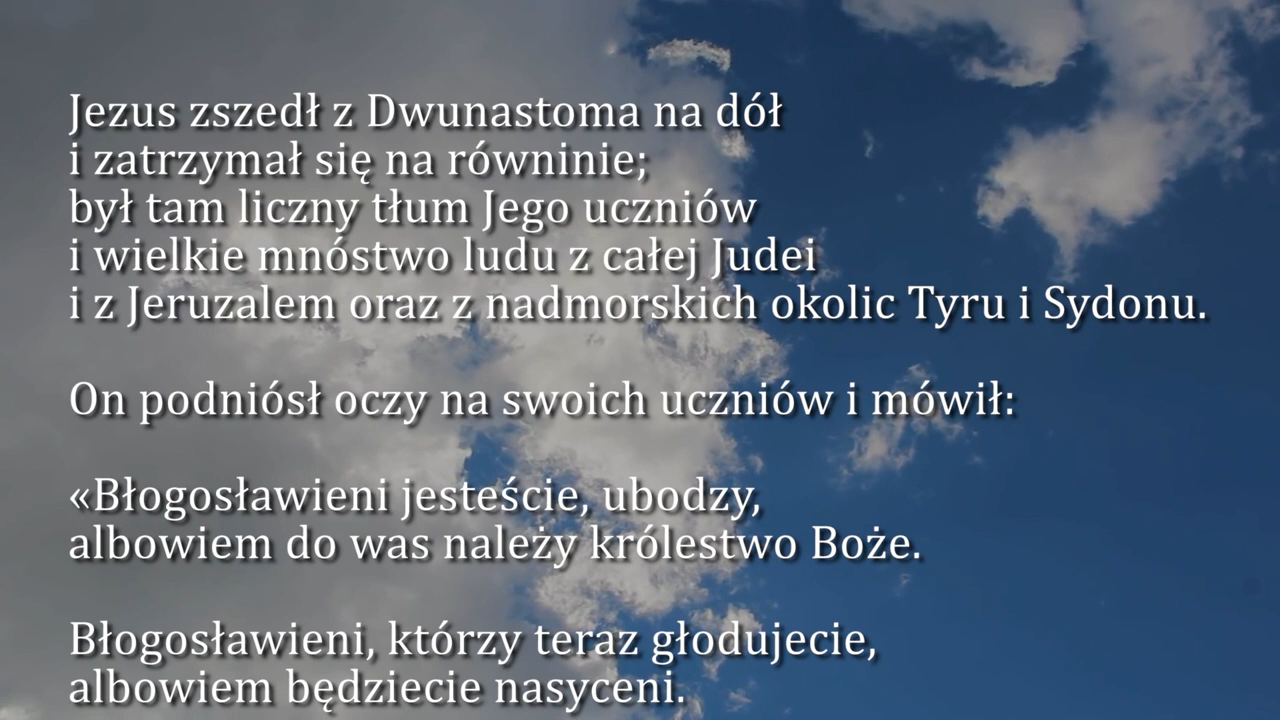 Jezus zszedł z Dwunastoma na dół
i zatrzymał się na równinie;
był tam liczny tłum Jego uczniów
i wielkie mnóstwo ludu z całej Judei
i z Jeruzalem oraz z nadmorskich okolic Tyru i Sydonu.
On podniósł oczy na swoich uczniów i mówił:
«Błogosławieni jesteście, ubodzy,
albowiem do was należy królestwo Boże.
Błogosławieni, którzy teraz głodujecie,
albowiem będziecie nasyceni.